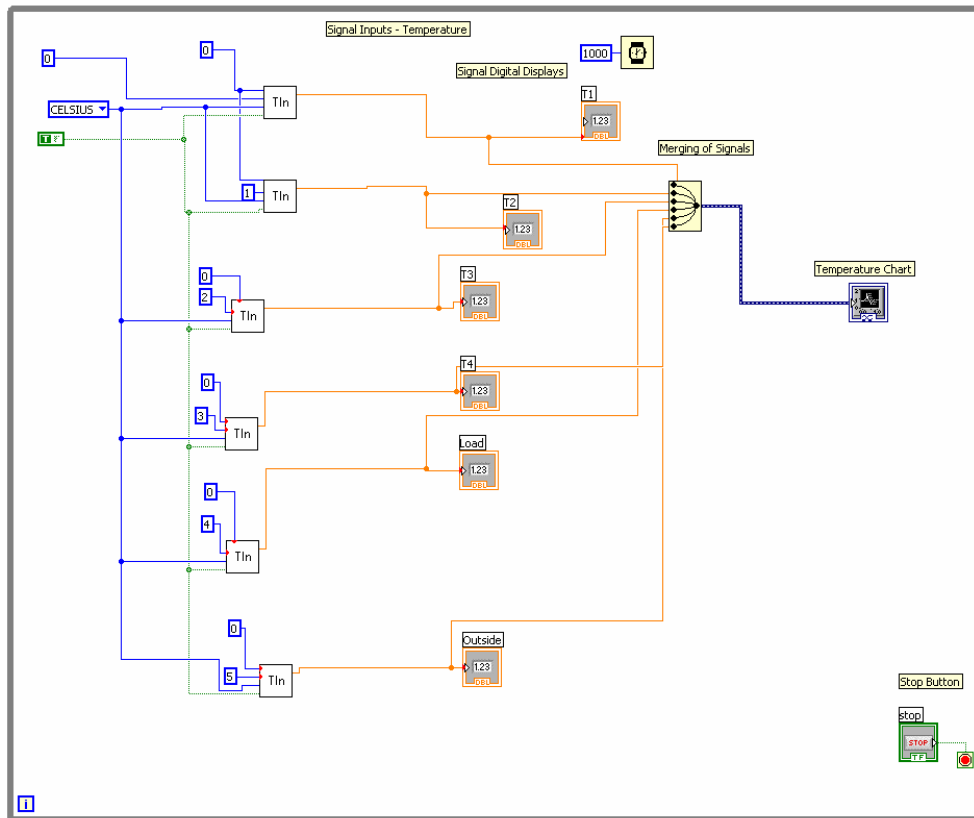 Signal Inputs - Temperature
0
0
1000
Signal Digital Displays
CELSIUS
TIn
T1
1.23
DBL
T F
Merging of Signals
1
TIn
T2
1.23
DBL
Temperature Chart
0
2
TIn
T3
1.23
DBL
0
3
TIn
T4
1.23
DBL
Load
1.23
DBL
0
4
TIn
0
5
TIn
Outside
1.23
DBL
Stop Button
stop
STOP
TF
i